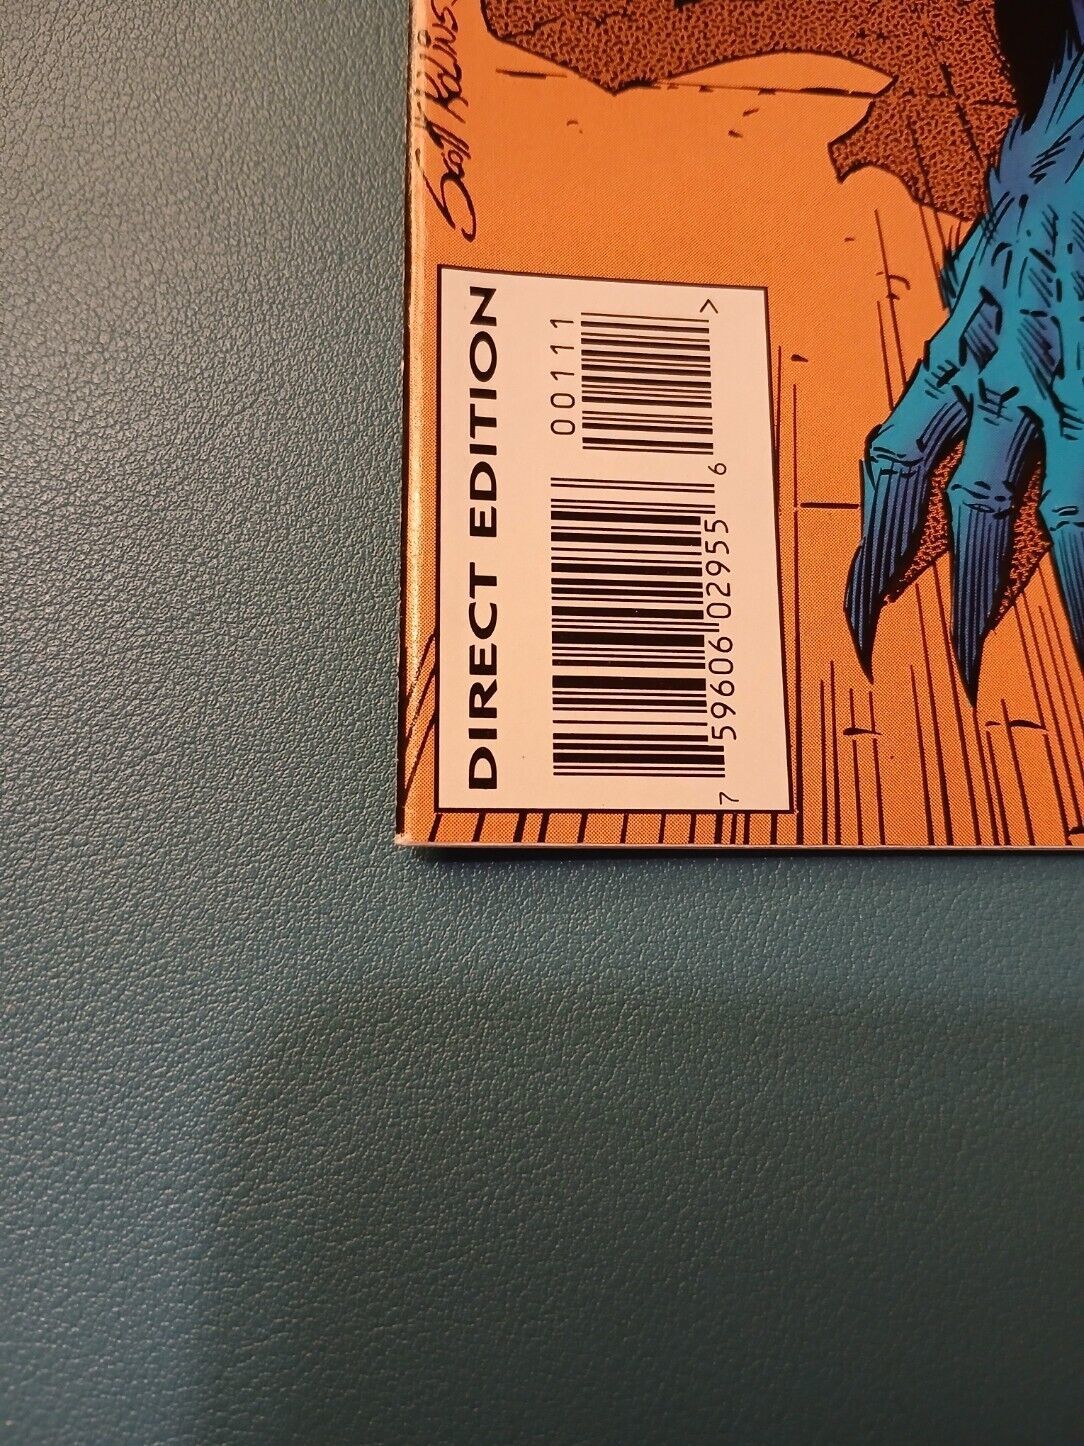 Scott Kolins
DIRECT EDITION
00111
>
7 59606 02955 6